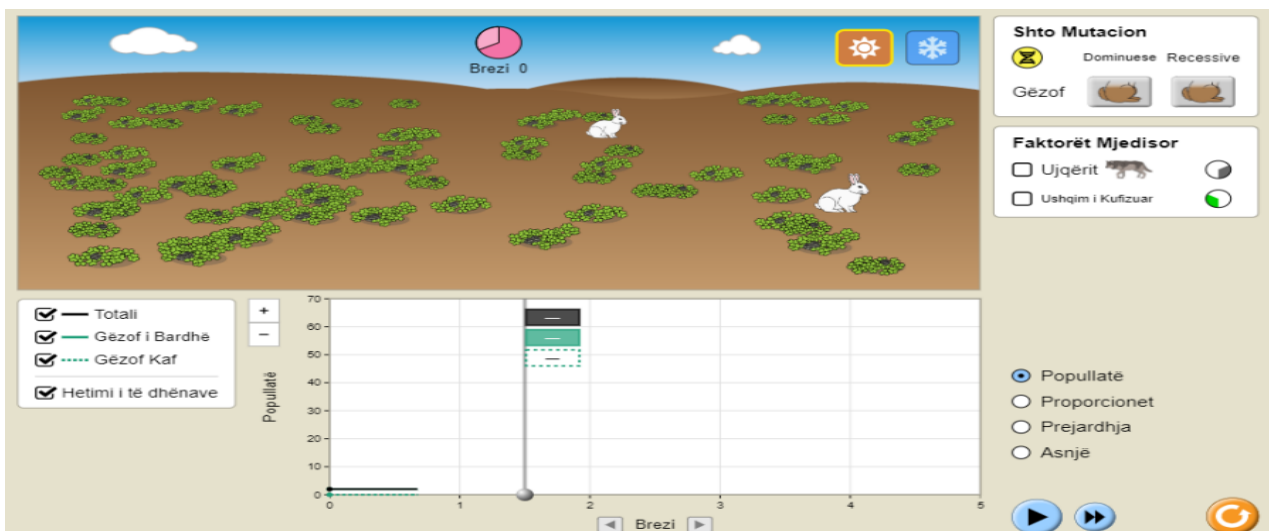 Brezi 0
Shto Mutacion
Dominuese Recessive
Gëzof
Faktorët Mjedisor
Ujqërit
Ushqim i Kufizuar
Totali
Gëzof i Bardhë
Gëzof Kaf
Hetimi i të dhënave
+
−
Popullatë
70
60
50
40
30
20
10
0
0 1 2 3 4 5
Brezi
Popullatë
Proporcionet
Prejardhja
Asnjë